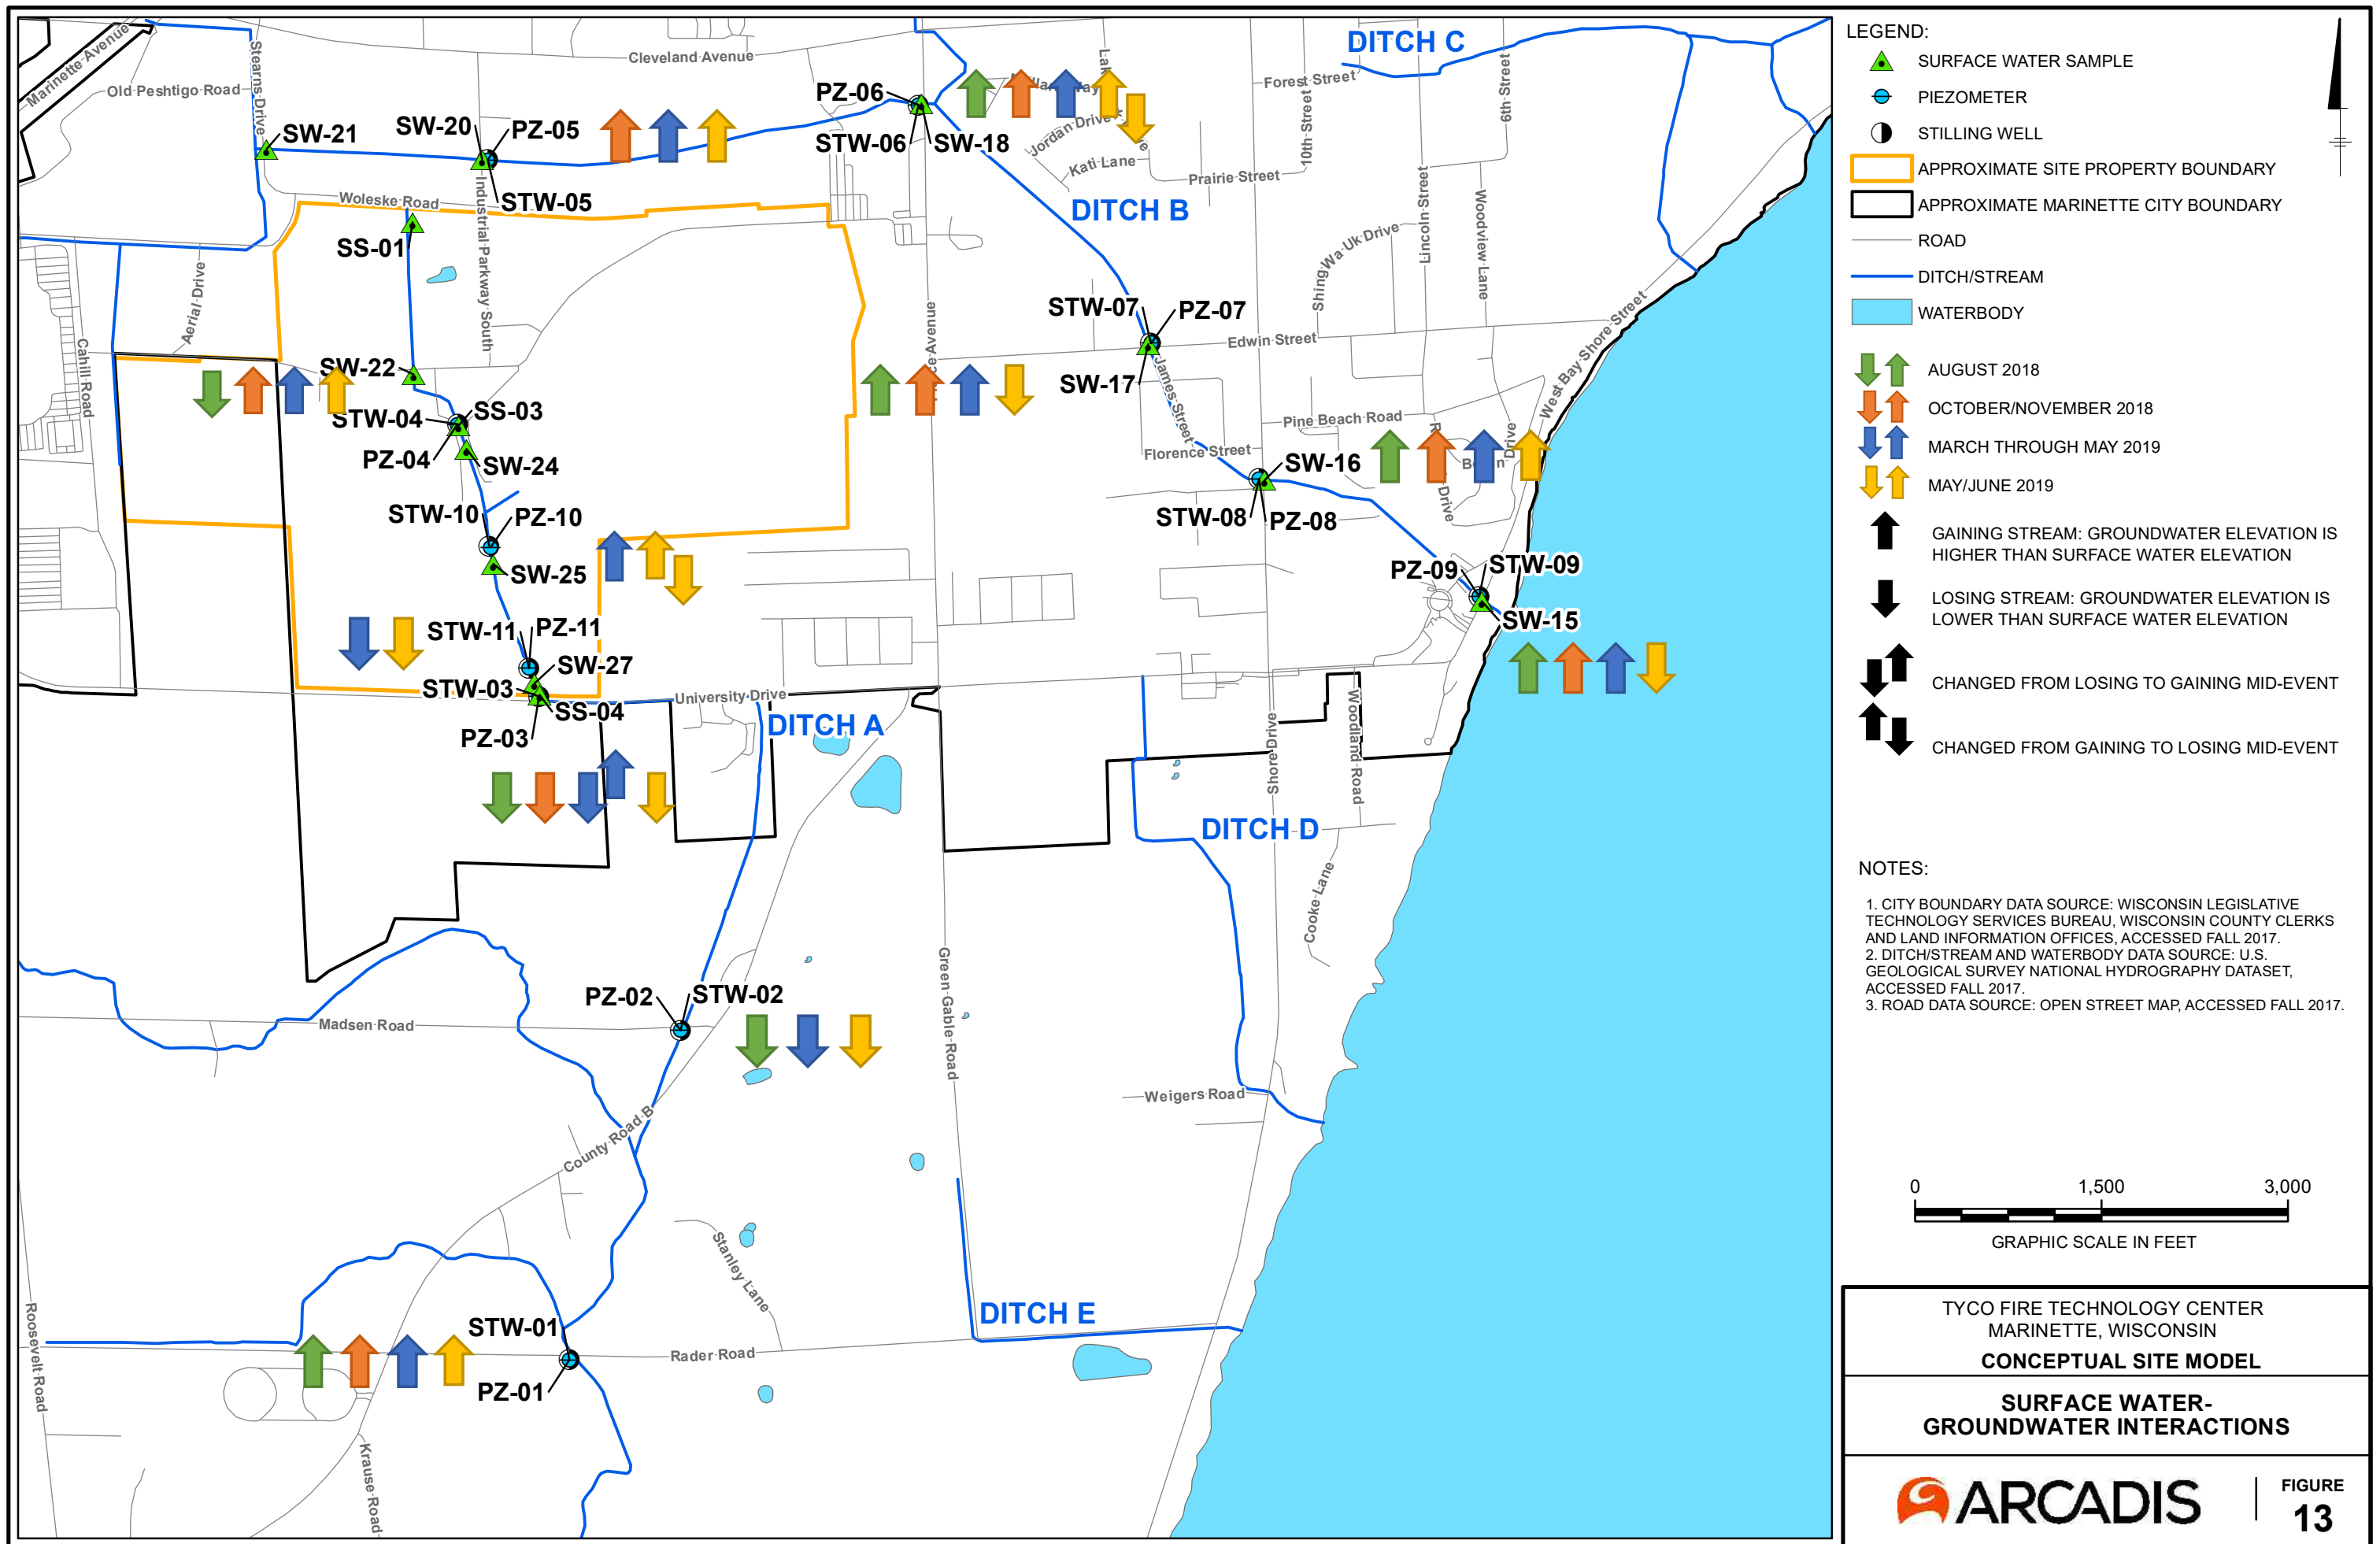 DITCH C
Cleveland Avenue
Marinette Avenue
Old Peshtigo Road
Stearns Drive
Forest Street
10th Street
6th Street
PZ-06
SW-21
SW-20
PZ-05
STW-06
SW-18
Jordan Drive
Kati Lane
Prairie Street
Woleske Road
STW-05
DITCH B
SS-01
Industrial Parkway South
Shing Wa Uk Drive
Lincoln Street
Woodview Lane
Aerial Drive
Cahill Road
STW-07
PZ-07
Edwin Street
West Bay Shore Street
SW-22
SW-17
James Street
STW-04
SS-03
PZ-04
SW-24
Pine Beach Road
Florence Street
SW-16
Drive
Drive
STW-10
PZ-10
STW-08
PZ-08
SW-25
PZ-09
STW-09
SW-15
STW-11
PZ-11
SW-27
STW-03
SS-04
PZ-03
University Drive
DITCH A
Shore Drive
Woodland Road
DITCH D
Cooke Lane
Green Gable Road
PZ-02
STW-02
Madsen Road
Weigers Road
County Road B
Stanley Lane
DITCH E
Roosevelt Road
STW-01
Rader Road
PZ-01
Krause Road
LEGEND:
SURFACE WATER SAMPLE
PIEZOMETER
STILLING WELL
APPROXIMATE SITE PROPERTY BOUNDARY
APPROXIMATE MARINETTE CITY BOUNDARY
ROAD
DITCH/STREAM
WATERBODY
AUGUST 2018
OCTOBER/NOVEMBER 2018
MARCH THROUGH MAY 2019
MAY/JUNE 2019
GAINING STREAM: GROUNDWATER ELEVATION IS
HIGHER THAN SURFACE WATER ELEVATION
LOSING STREAM: GROUNDWATER ELEVATION IS
LOWER THAN SURFACE WATER ELEVATION
CHANGED FROM LOSING TO GAINING MID-EVENT
CHANGED FROM GAINING TO LOSING MID-EVENT
NOTES:
1. CITY BOUNDARY DATA SOURCE: WISCONSIN LEGISLATIVE
TECHNOLOGY SERVICES BUREAU, WISCONSIN COUNTY CLERKS
AND LAND INFORMATION OFFICES, ACCESSED FALL 2017.
2. DITCH/STREAM AND WATERBODY DATA SOURCE: U.S.
GEOLOGICAL SURVEY NATIONAL HYDROGRAPHY DATASET,
ACCESSED FALL 2017.
3. ROAD DATA SOURCE: OPEN STREET MAP, ACCESSED FALL 2017.
0 1,500 3,000
GRAPHIC SCALE IN FEET
TYCO FIRE TECHNOLOGY CENTER
MARINETTE, WISCONSIN
CONCEPTUAL SITE MODEL
SURFACE WATER-
GROUNDWATER INTERACTIONS
ARCADIS
FIGURE
13